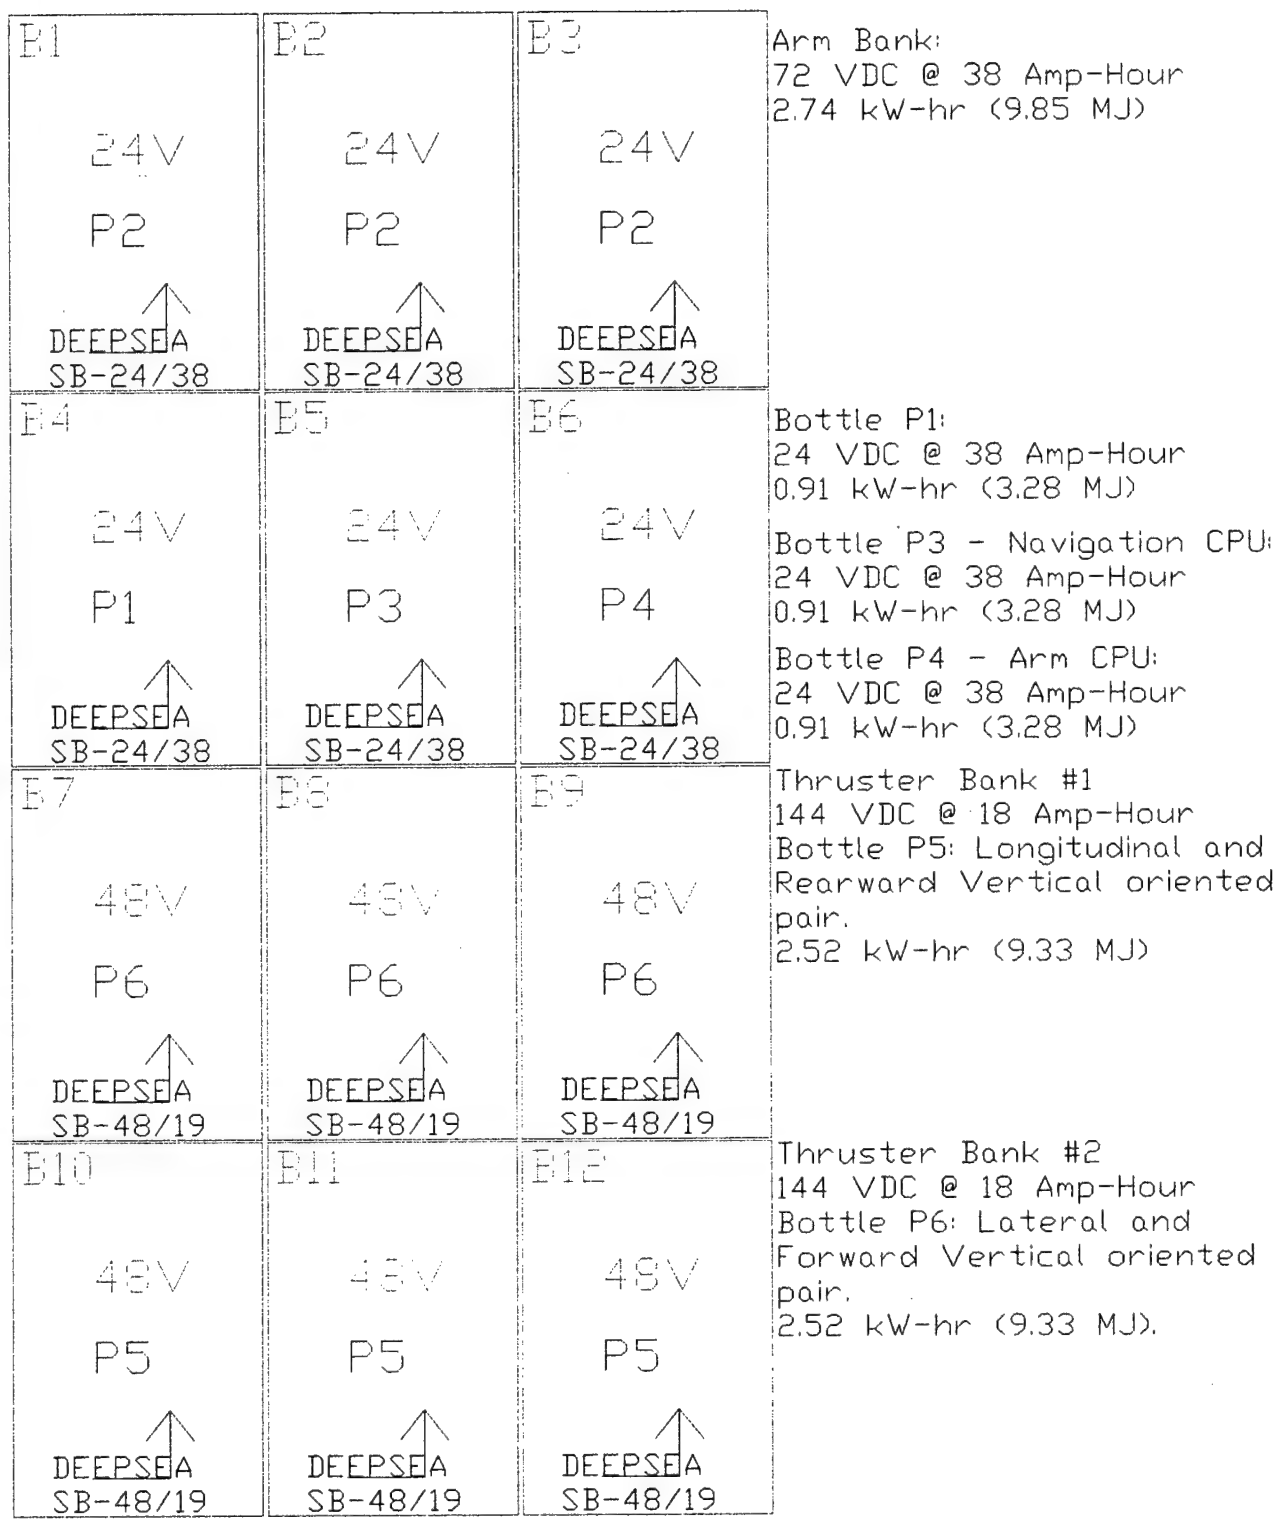 B1
24V
P2
DEEPSEA
SB-24/38
B2
24V
P2
DEEPSEA
SB-24/38
B3
24V
P2
DEEPSEA
SB-24/38
Arm Bank:
72 VDC @ 38 Amp-Hour
2.74 kW-hr (9.85 MJ)
B4
24V
P1
DEEPSEA
SB-24/38
B5
24V
P3
DEEPSEA
SB-24/38
B6
24V
P4
DEEPSEA
SB-24/38
Bottle P1:
24 VDC @ 38 Amp-Hour
0.91 kW-hr (3.28 MJ)
Bottle P3 - Navigation CPU:
24 VDC @ 38 Amp-Hour
0.91 kW-hr (3.28 MJ)
Bottle P4 - Arm CPU:
24 VDC @ 38 Amp-Hour
0.91 kW-hr (3.28 MJ)
B7
48V
P6
DEEPSEA
SB-48/19
B8
48V
P6
DEEPSEA
SB-48/19
B9
48V
P6
DEEPSEA
SB-48/19
Thruster Bank #1
144 VDC @ 18 Amp-Hour
Bottle P5: Longitudinal and
Rearward Vertical oriented
pair.
2.52 kW-hr (9.33 MJ)
B10
48V
P5
DEEPSEA
SB-48/19
B11
48V
P5
DEEPSEA
SB-48/19
B12
48V
P5
DEEPSEA
SB-48/19
Thruster Bank #2
144 VDC @ 18 Amp-Hour
Bottle P6: Lateral and
Forward Vertical oriented
pair.
2.52 kW-hr (9.33 MJ).